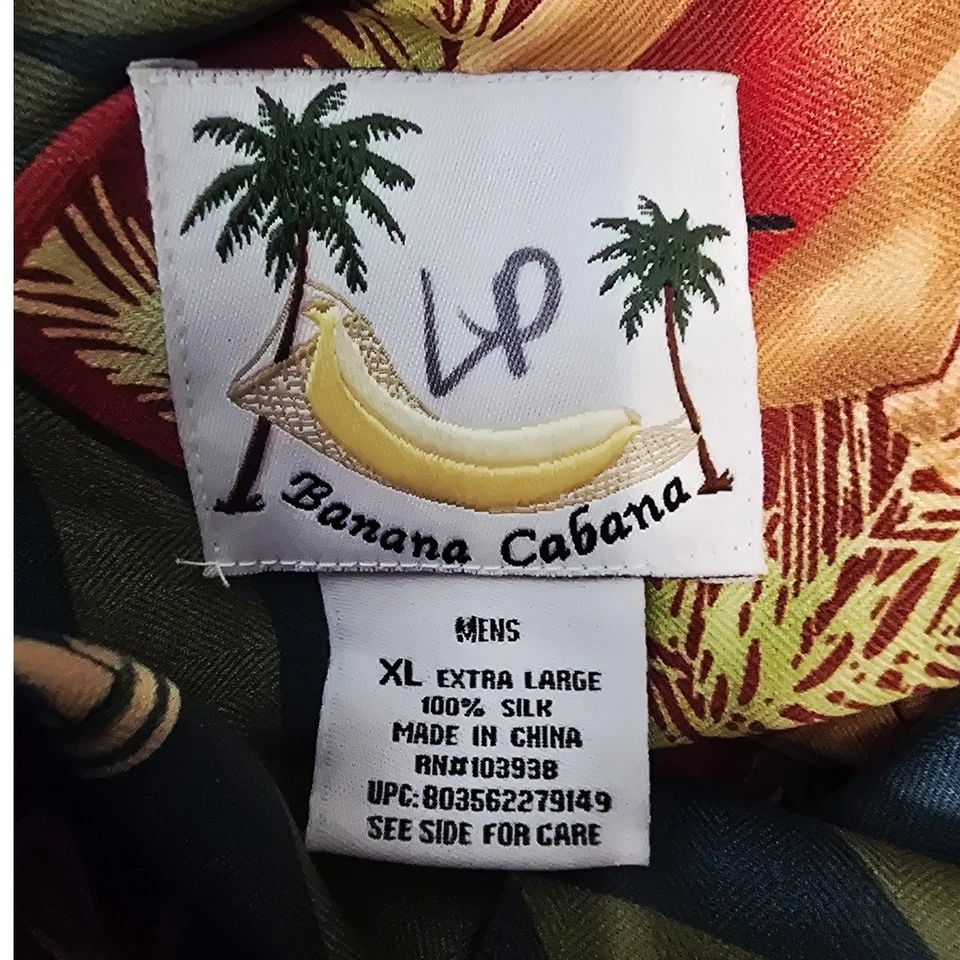 Banana Cabana
MENS
XL EXTRA LARGE
100% SILK
MADE IN CHINA
RN#103938
UPC:803562279149
SEE SIDE FOR CARE